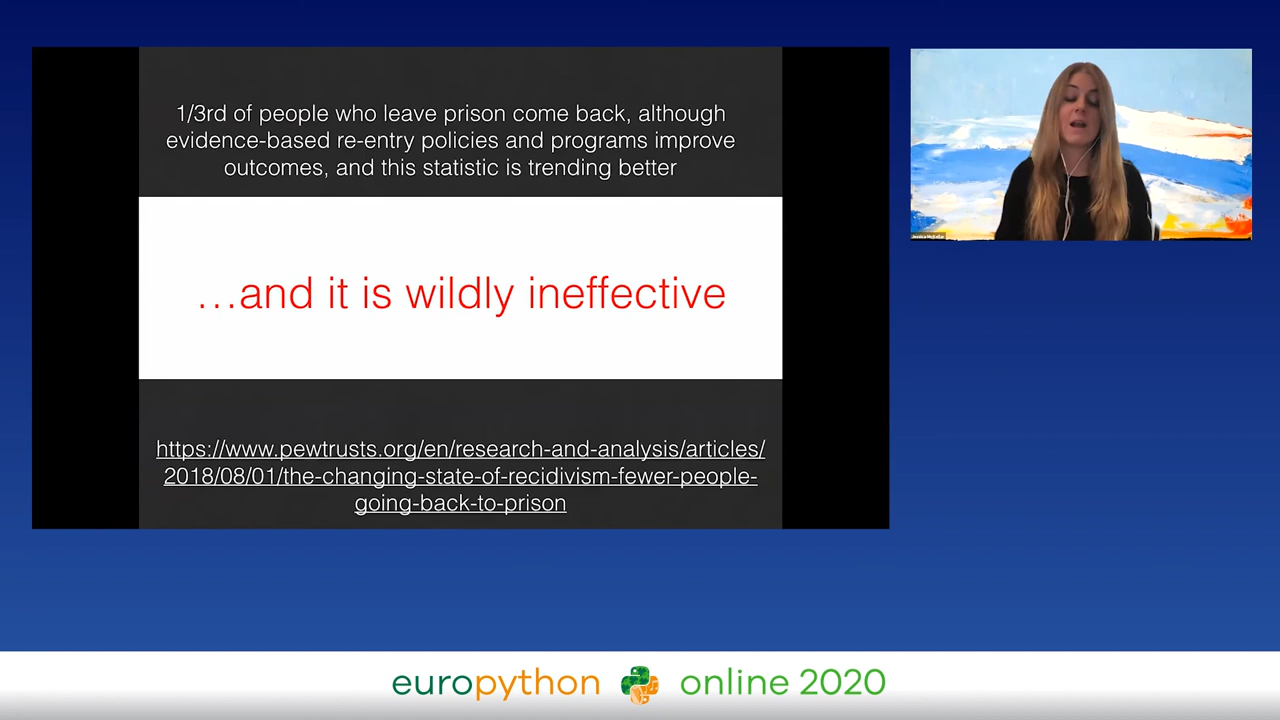 1/3rd of people who leave prison come back, although
evidence-based re-entry policies and programs improve
outcomes, and this statistic is trending better
…and it is wildly ineffective
https://www.pewtrusts.org/en/research-and-analysis/articles/
2018/08/01/the-changing-state-of-recidivism-fewer-people-
going-back-to-prison
Jessica McKellar
europython online 2020